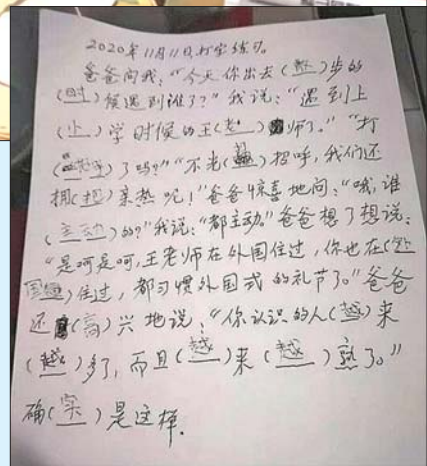 2020年11月11日,打字练习。
爸爸问我:“今天你出去(散)步的
(时)候遇到谁了?”我说:“遇到上
(小)学时候的王(老)师了。”“打
(招呼)了吗?”“不光()招呼,我们还
拥(抱)亲热呢!”爸爸惊喜地问:“哦,谁
(主动)的?”我说:“都主动。”爸爸想了想说:
“是啊是啊,王老师在外国住过,你也在(外
国)住过,都习惯外国式的礼节了。”爸爸
还(高)兴地说:“你认识的人(越)来
(越)多了,而且(越)来(越)熟了。”
确(实)是这样.